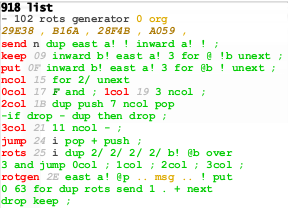 918 list
- 102 rots generator 0 org
29E38 , B16A , 28F4B , A059 ,
send n dup east a! ! inward a! ! ;
keep 09 inward b! east a! 3 for @ !b unext ;
put 0F inward b! east a! 3 for @b ! unext ;
ncol 15 for 2/ unext
0col 17 F and ; 1col 19 3 ncol ;
2col 1B dup push 7 ncol pop
-if drop - dup then drop ;
3col 21 11 ncol - ;
jump 24 i pop + push ;
rots 25 i dup 2/ 2/ 2/ 2/ b! @b over
3 and jump 0col ; 1col ; 2col ; 3col ;
rotgen 2E east a! @p .. msg .. ! put
0 63 for dup rots send 1 . + next
drop keep ;